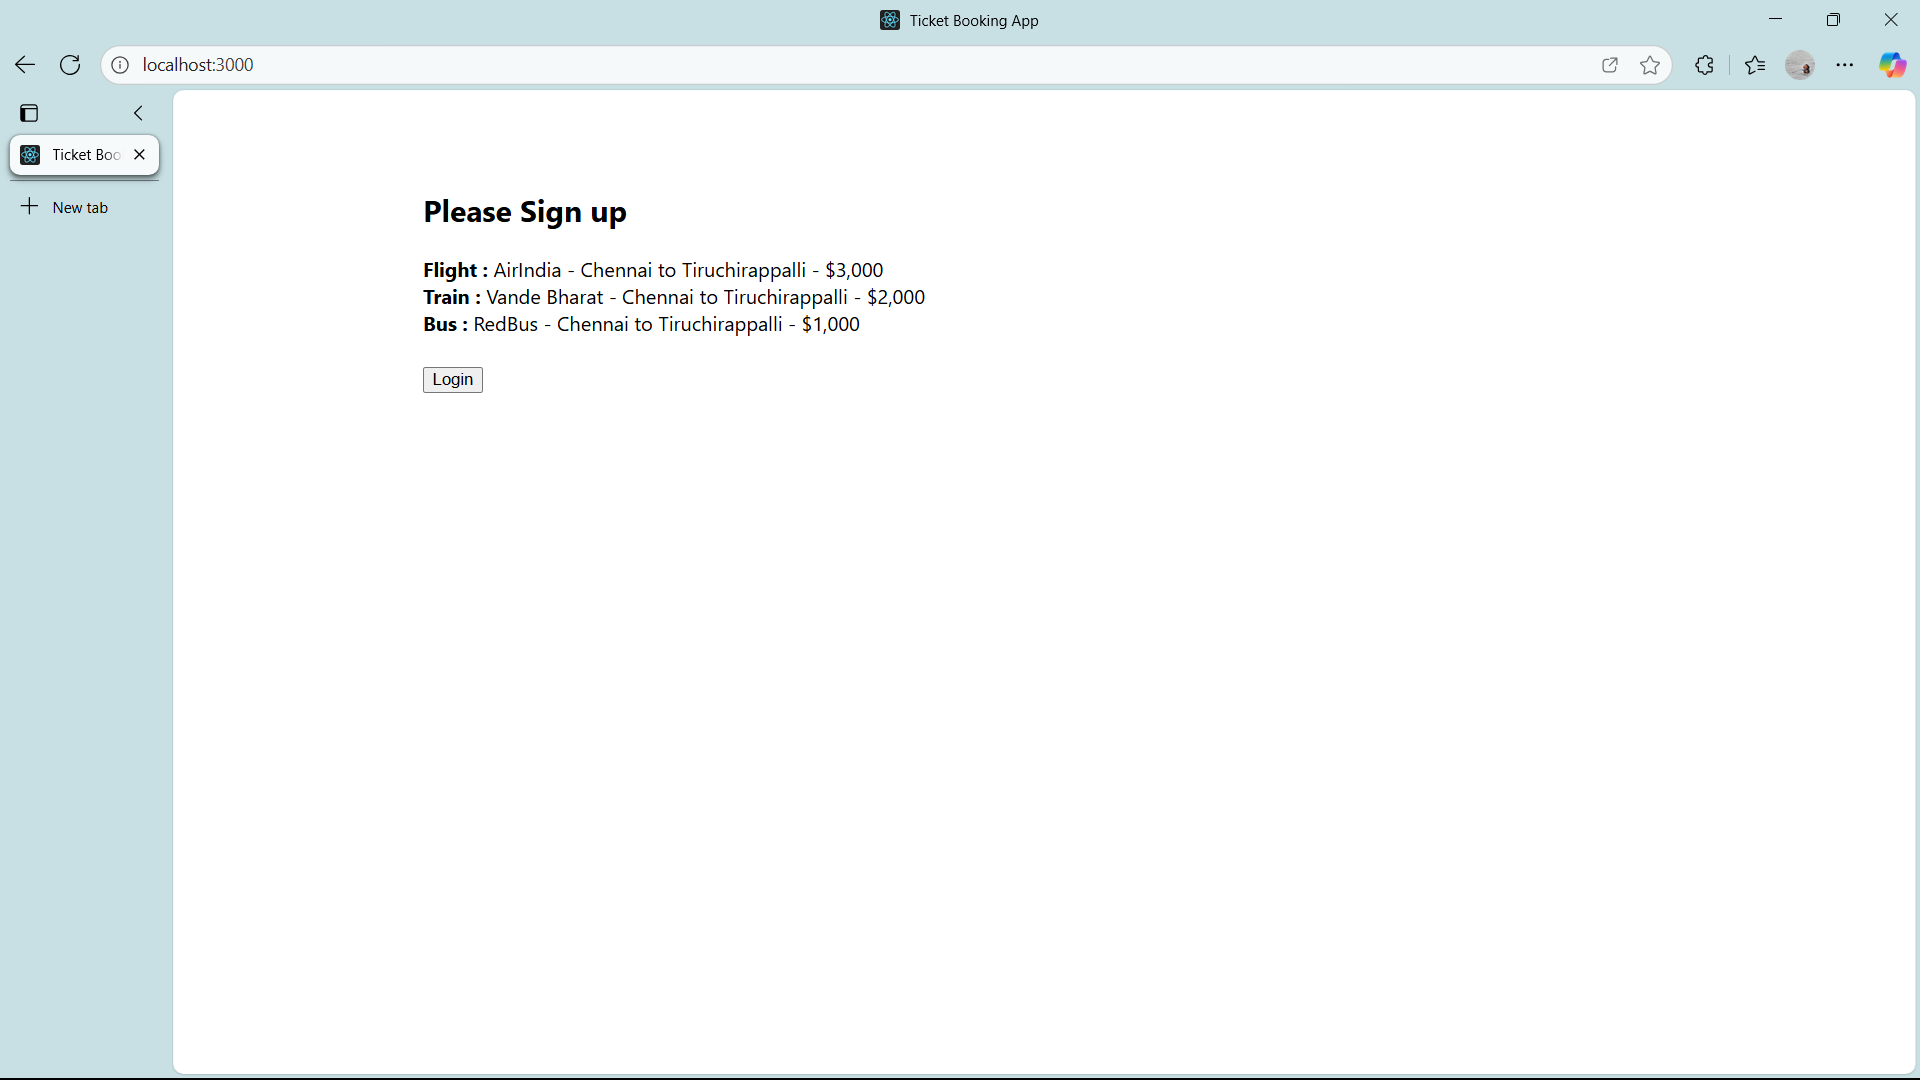 Ticket Booking App
localhost:3000
Ticket Boo
New tab
Please Sign up
Flight : AirIndia - Chennai to Tiruchirappalli - $3,000
Train : Vande Bharat - Chennai to Tiruchirappalli - $2,000
Bus : RedBus - Chennai to Tiruchirappalli - $1,000
Login